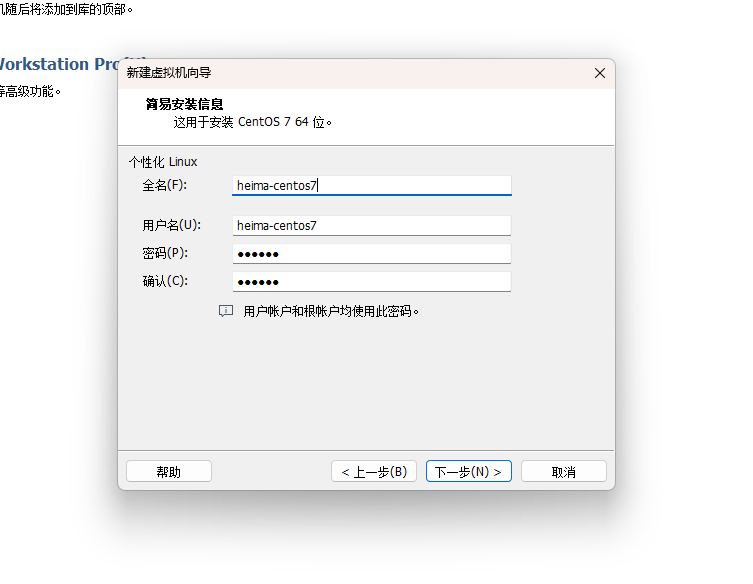 机随后将添加到库的顶部。
Workstation Pro
等高级功能。
新建虚拟机向导
简易安装信息
这用于安装 CentOS 7 64 位。
个性化 Linux
全名(F):
heima-centos7
用户名(U):
heima-centos7
密码(P):
●●●●●●
确认(C):
●●●●●●
用户帐户和根帐户均使用此密码。
帮助
< 上一步(B)
下一步(N) >
取消